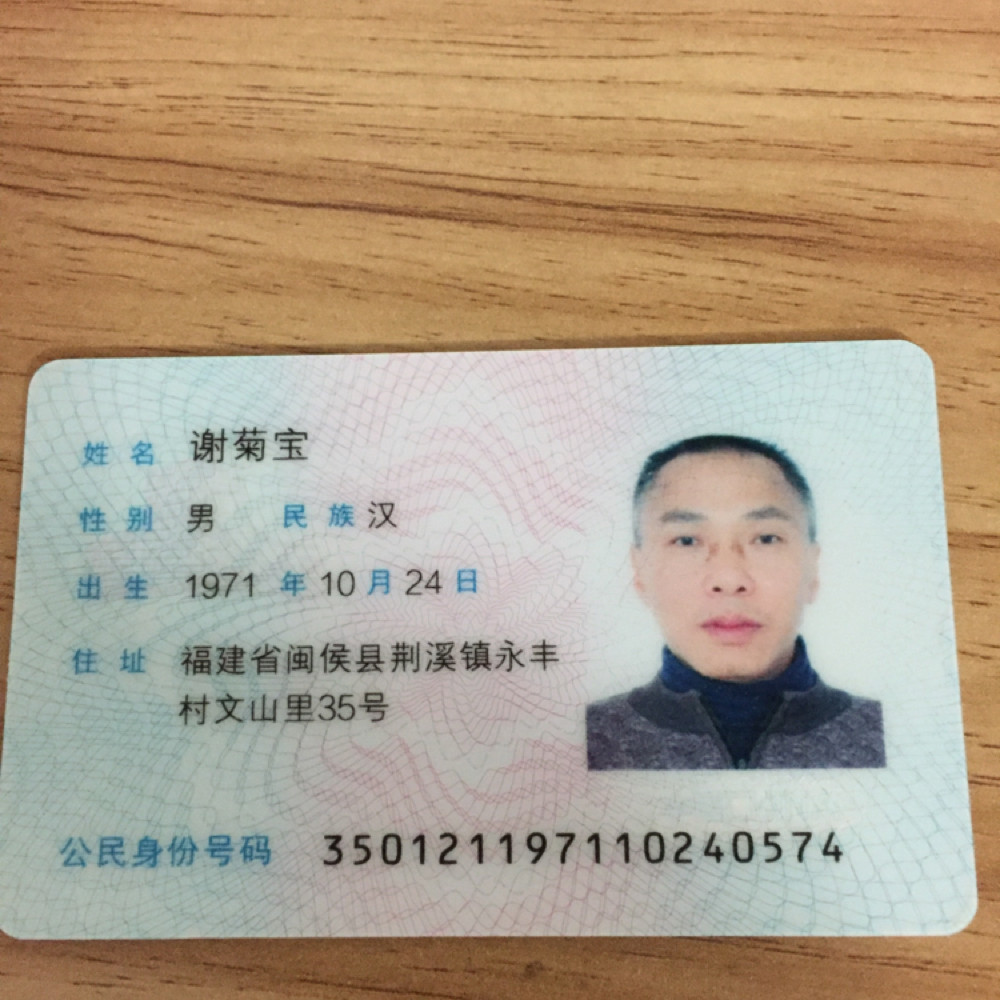 姓名 谢菊宝
性别 男 民族 汉
出生 1971 年 10 月 24 日
住址 福建省闽侯县荆溪镇永丰
村文山里35号
公民身份号码 350121197110240574